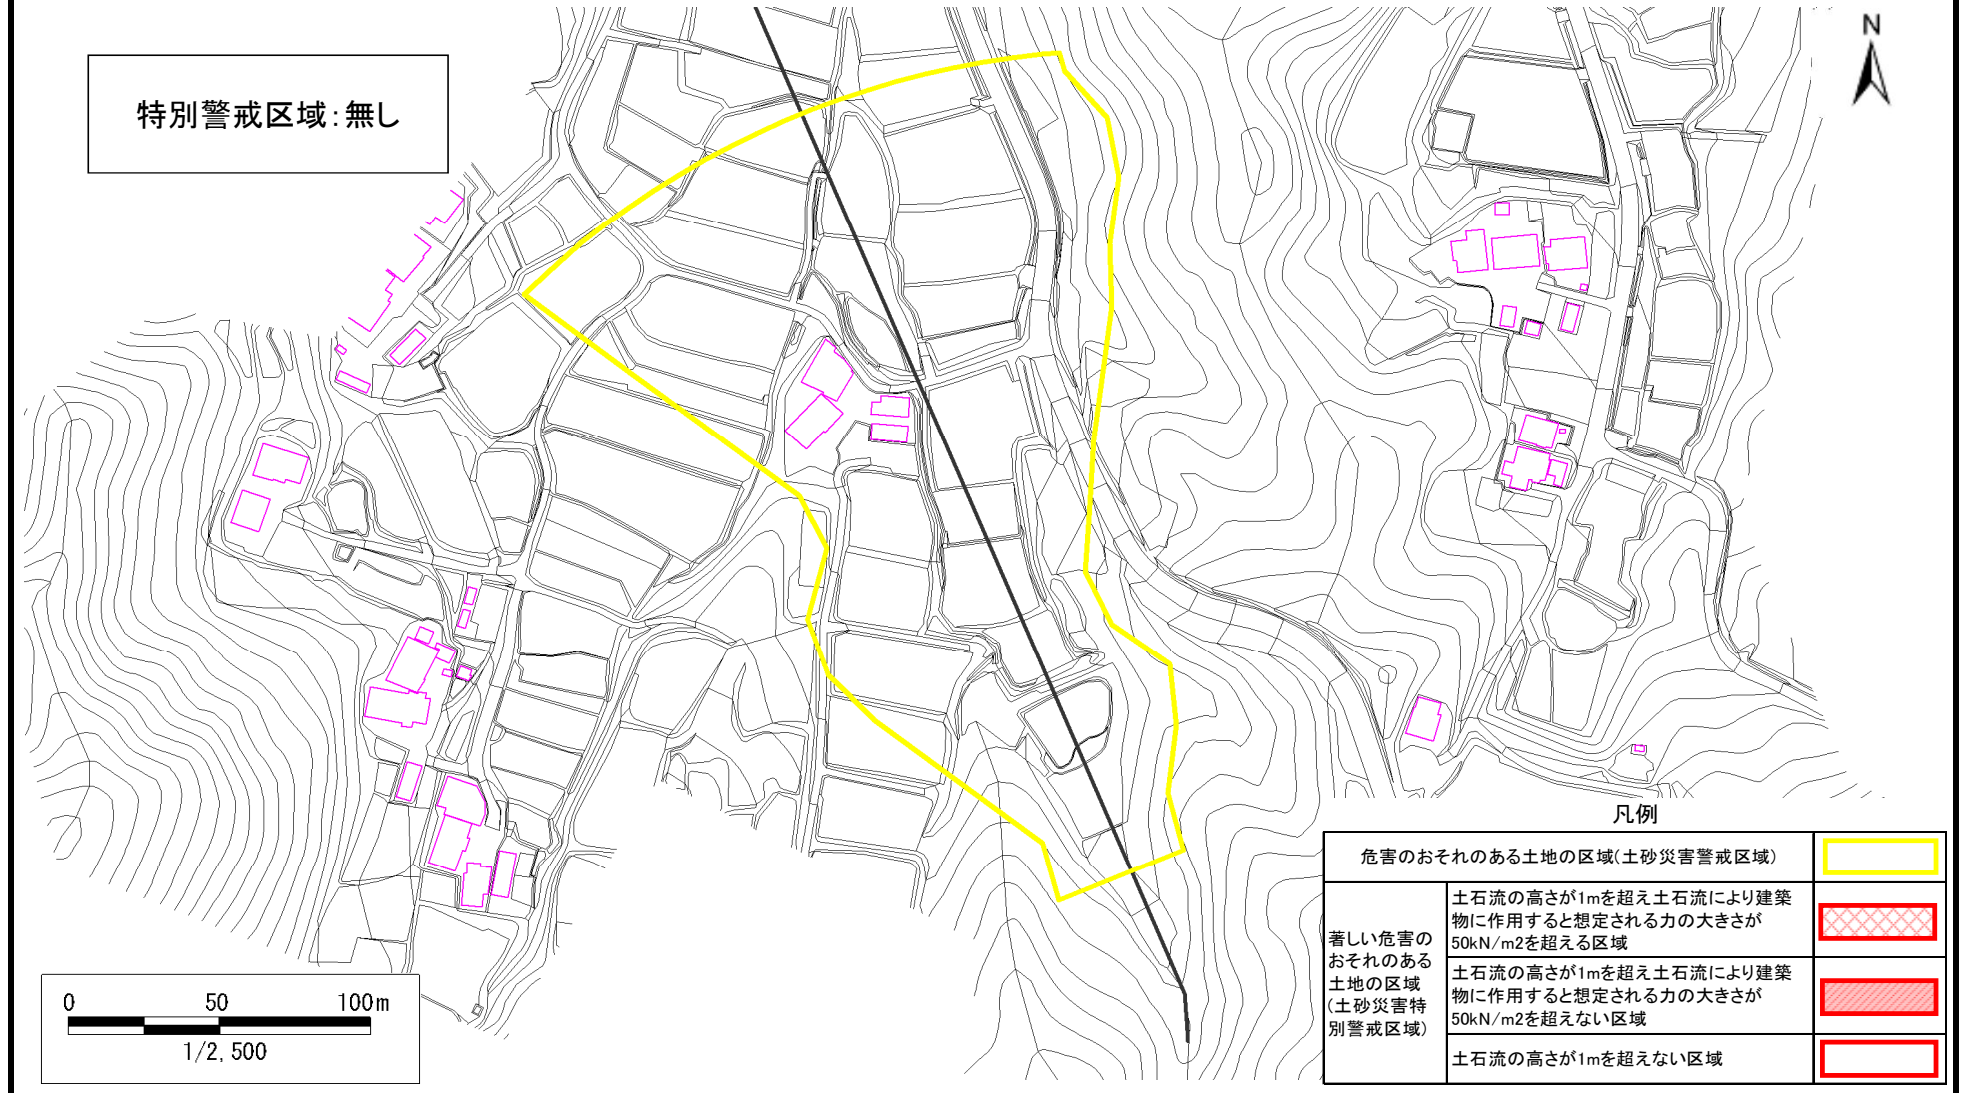 特別警戒区域：無し
N
凡例
危害のおそれのある土地の区域(土砂災害警戒区域)
著しい危害の
おそれのある
土地の区域
(土砂災害特
別警戒区域)
土石流の高さが1mを超え土石流により建築
物に作用すると想定される力の大きさが
50kN/m2を超える区域
土石流の高さが1mを超え土石流により建築
物に作用すると想定される力の大きさが
50kN/m2を超えない区域
土石流の高さが1mを超えない区域
0 50 100m
1/2,500